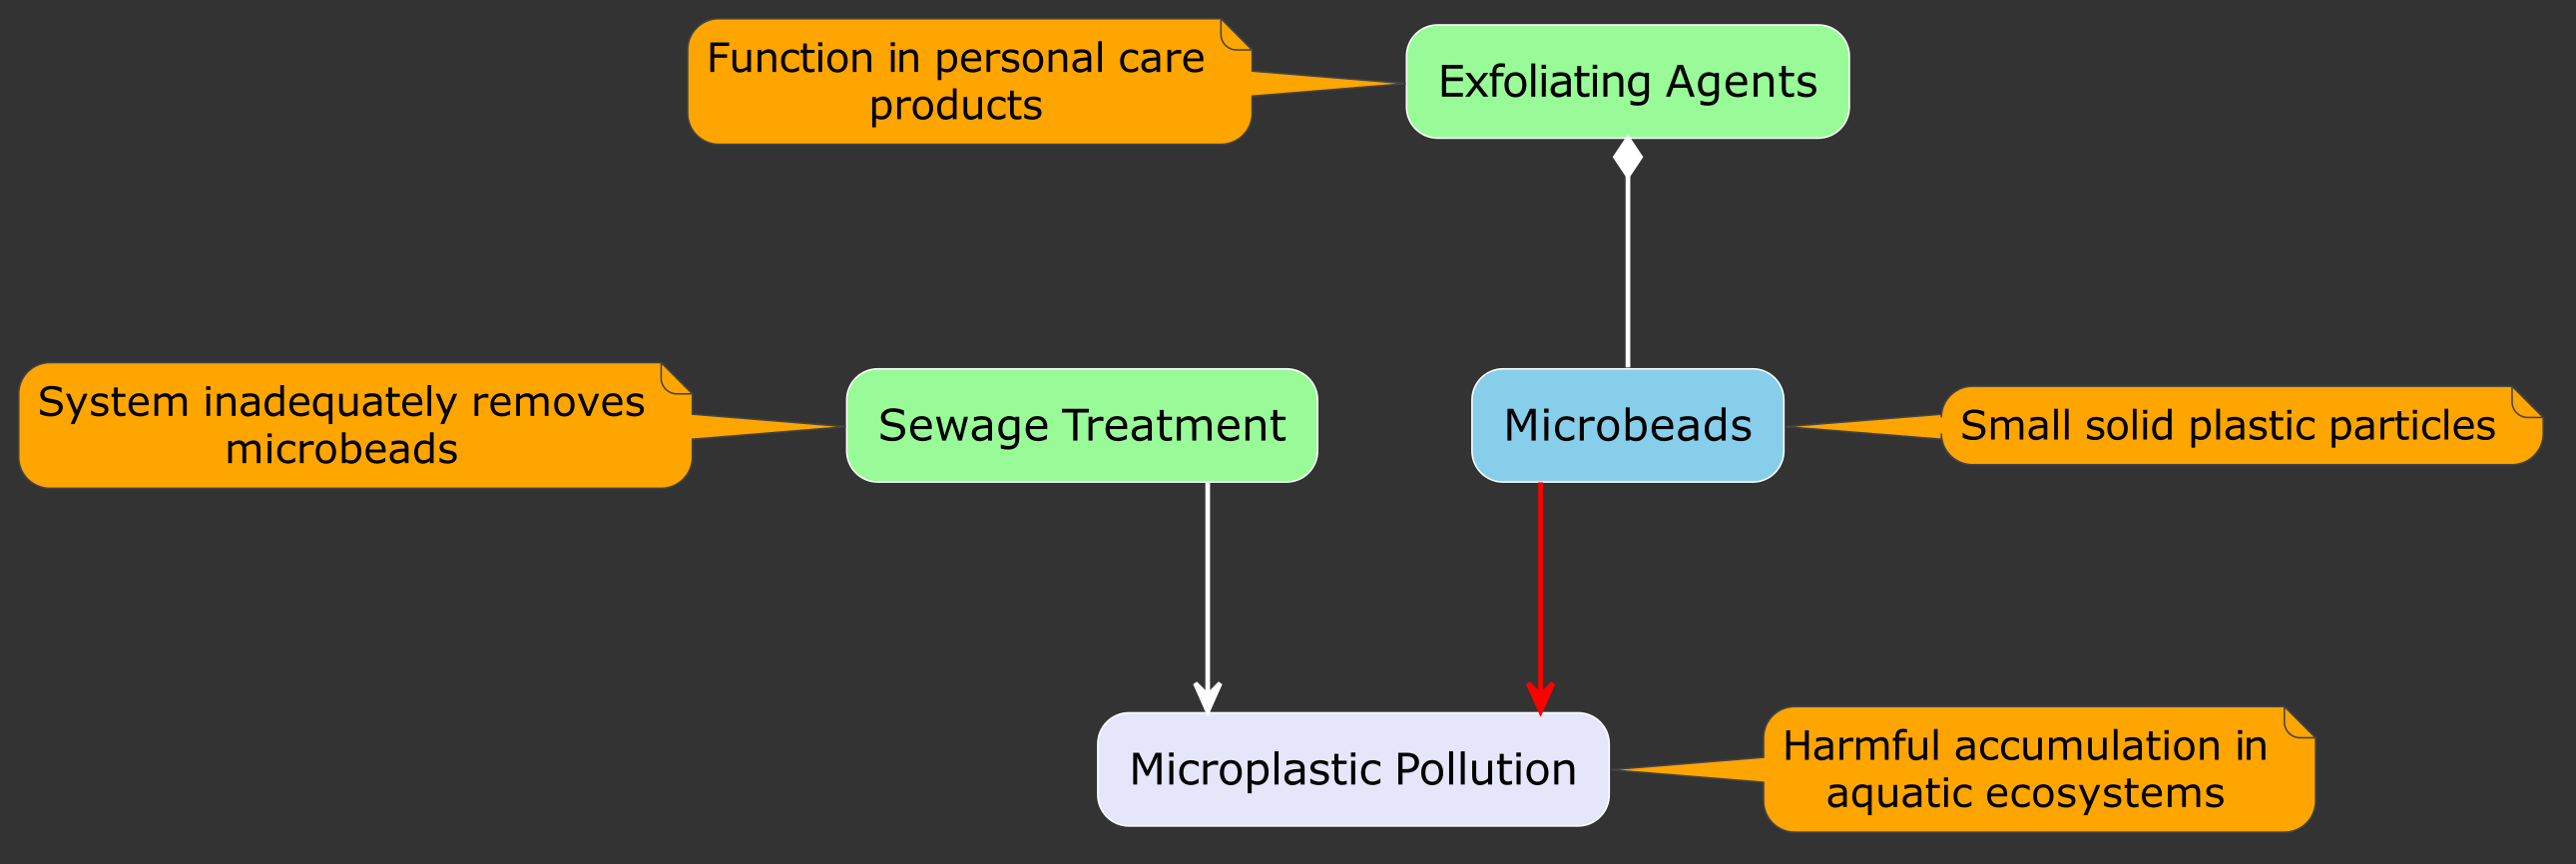 Function in personal care
products
Exfoliating Agents
System inadequately removes
microbeads
Sewage Treatment
Microbeads
Small solid plastic particles
Microplastic Pollution
Harmful accumulation in
aquatic ecosystems